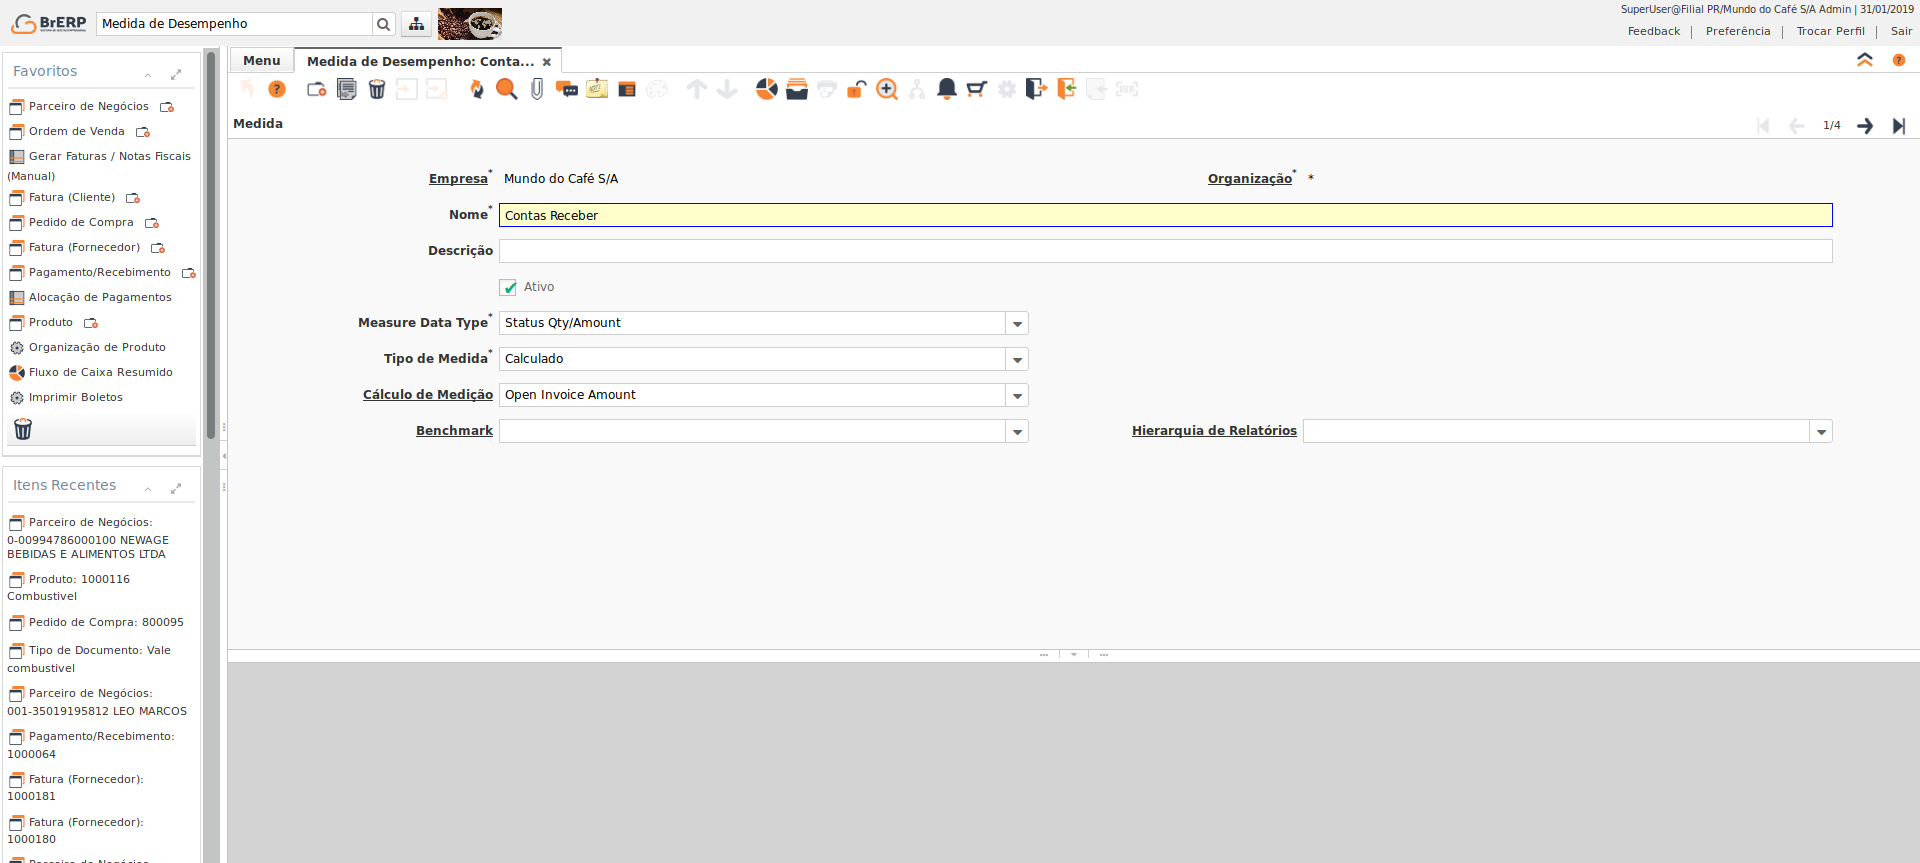 BrERP
Medida de Desempenho
SuperUser@Filial PR/Mundo do Café S/A Admin | 31/01/2019
Feedback | Preferência | Trocar Perfil | Sair
Favoritos
Parceiro de Negócios
Ordem de Venda
Gerar Faturas / Notas Fiscais
(Manual)
Fatura (Cliente)
Pedido de Compra
Fatura (Fornecedor)
Pagamento/Recebimento
Alocação de Pagamentos
Produto
Organização de Produto
Fluxo de Caixa Resumido
Imprimir Boletos
Itens Recentes
Parceiro de Negócios:
0-00994786000100 NEWAGE
BEBIDAS E ALIMENTOS LTDA
Produto: 1000116
Combustivel
Pedido de Compra: 800095
Tipo de Documento: Vale
combustivel
Parceiro de Negócios:
001-35019195812 LEO MARCOS
Pagamento/Recebimento:
1000064
Fatura (Fornecedor):
1000181
Fatura (Fornecedor):
1000180
Parceiro de Negócios
Menu
Medida de Desempenho: Conta...
Medida
1/4
Empresa* Mundo do Café S/A
Organização* *
Nome* Contas Receber
Descrição
Ativo
Measure Data Type* Status Qty/Amount
Tipo de Medida* Calculado
Cálculo de Medição Open Invoice Amount
Benchmark
Hierarquia de Relatórios